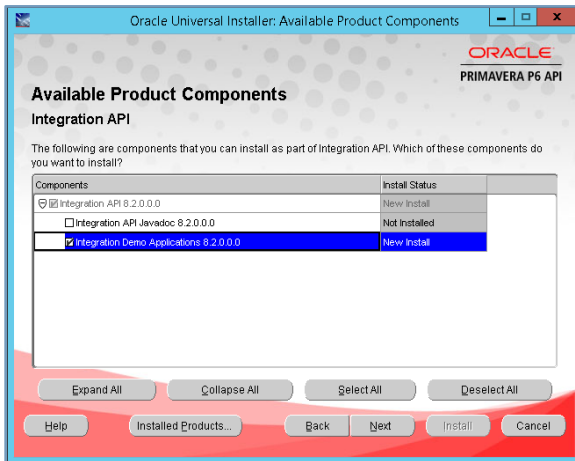 Oracle Universal Installer: Available Product Components
ORACLE
PRIMAVERA P6 API
Available Product Components
Integration API
The following are components that you can install as part of Integration API. Which of these components do
you want to install?
Components Install Status
Integration API 8.2.0.0.0 New Install
Integration API Javadoc 8.2.0.0.0 Not Installed
Integration Demo Applications 8.2.0.0.0 New Install
Expand All Collapse All Select All Deselect All
Help Installed Products... Back Next Install Cancel